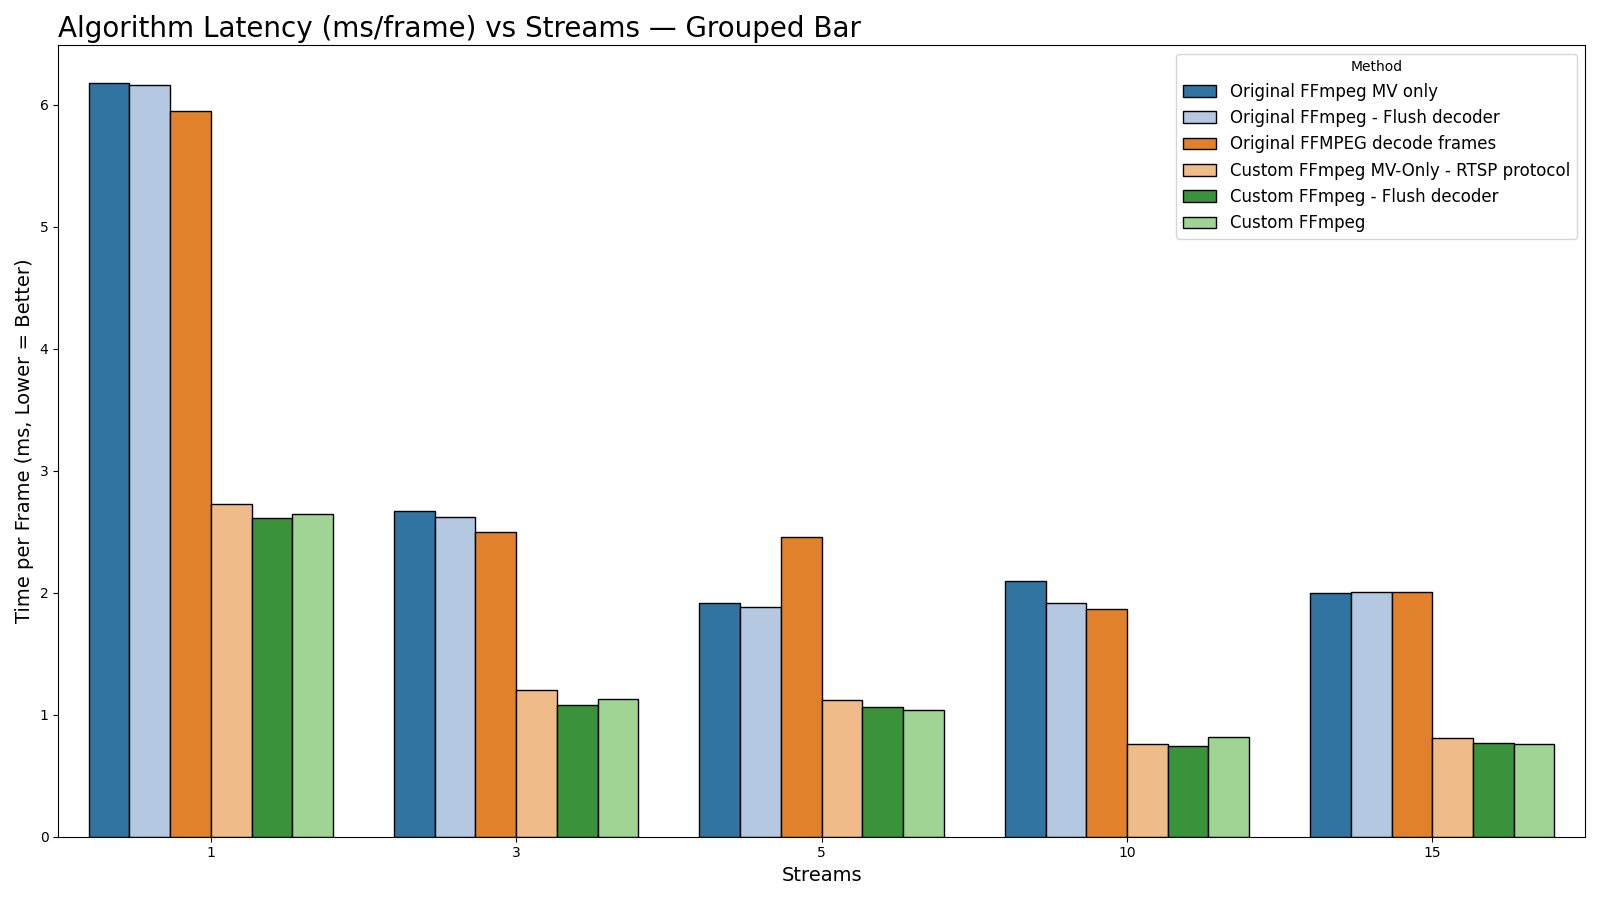 Algorithm Latency (ms/frame) vs Streams — Grouped Bar
Method
Original FFmpeg MV only
Original FFmpeg - Flush decoder
Original FFMPEG decode frames
Custom FFmpeg MV-Only - RTSP protocol
Custom FFmpeg - Flush decoder
Custom FFmpeg
Time per Frame (ms, Lower = Better)
6
5
4
3
2
1
0
1 3 5 10 15
Streams